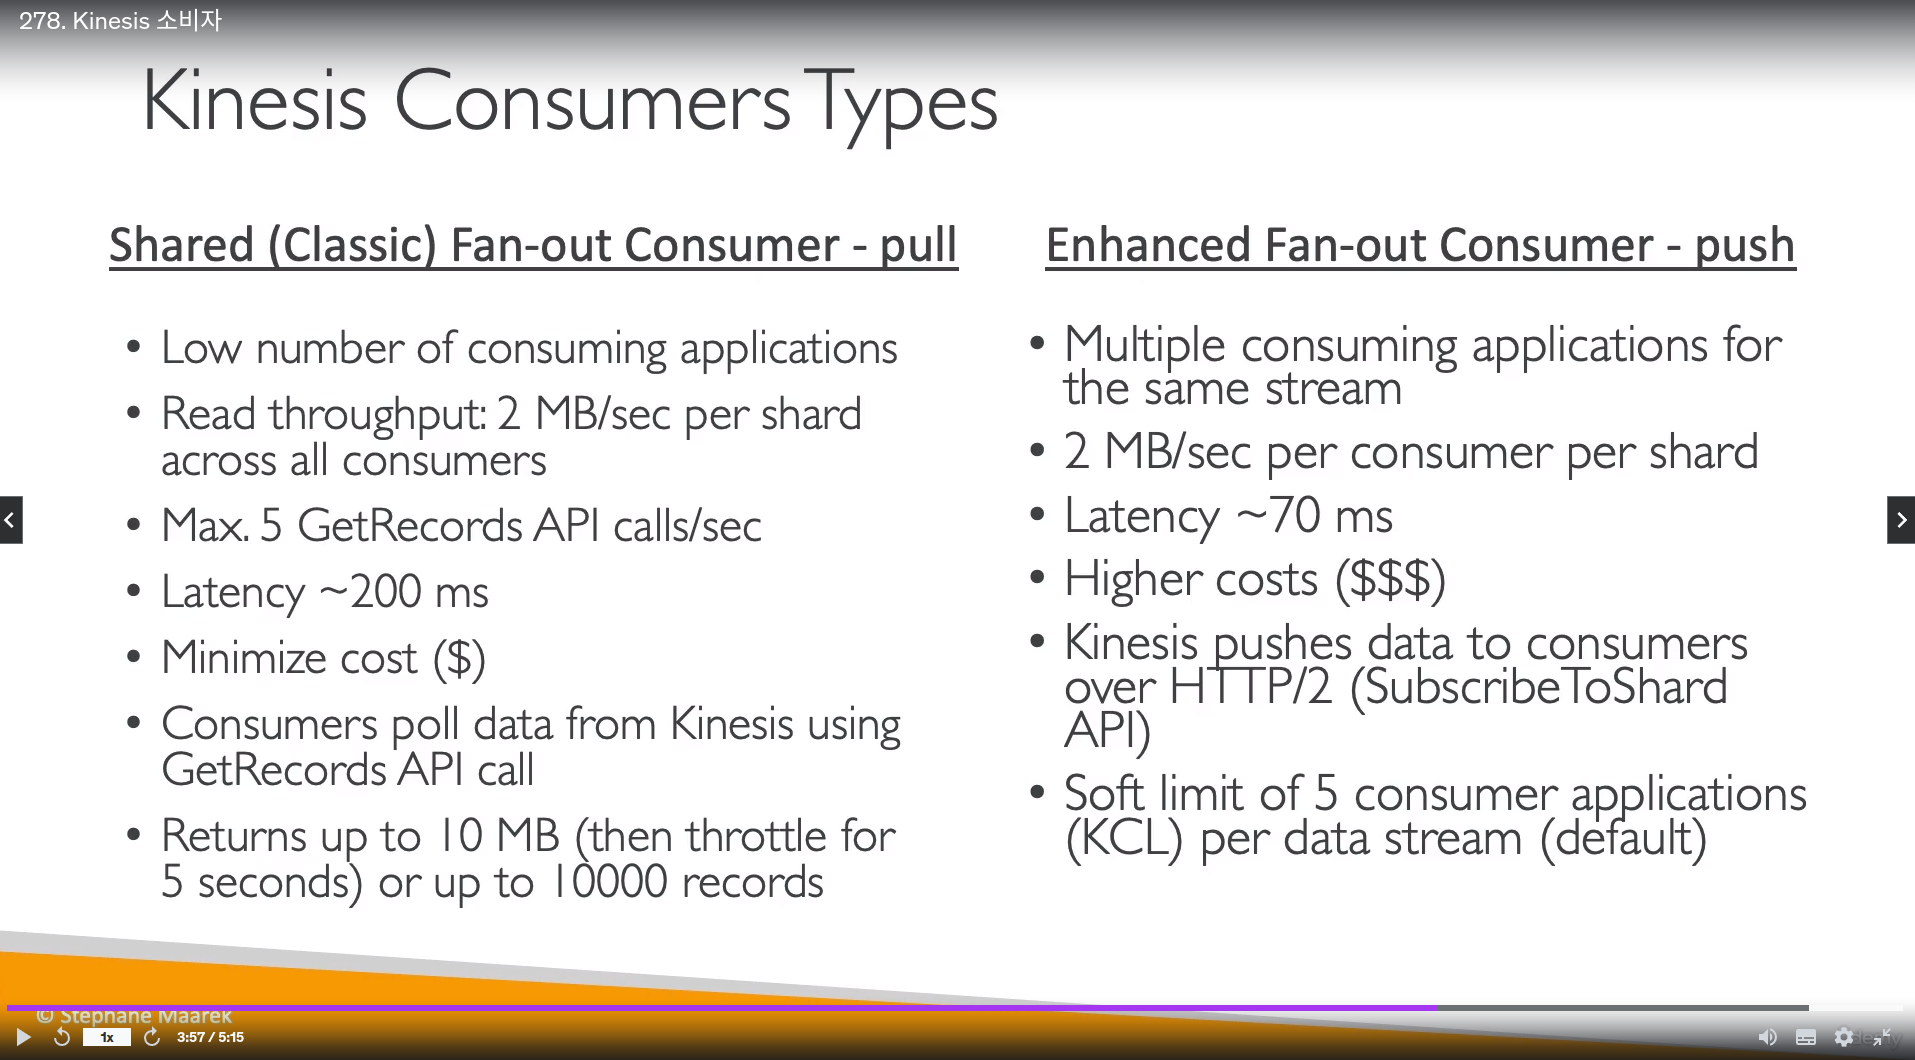 278. Kinesis 소비자
Kinesis Consumers Types
Shared (Classic) Fan-out Consumer - pull
• Low number of consuming applications
• Read throughput: 2 MB/sec per shard
across all consumers
• Max. 5 GetRecords API calls/sec
• Latency ~200 ms
• Minimize cost ($)
• Consumers poll data from Kinesis using
GetRecords API call
• Returns up to 10 MB (then throttle for
5 seconds) or up to 10000 records
Enhanced Fan-out Consumer - push
• Multiple consuming applications for
the same stream
• 2 MB/sec per consumer per shard
• Latency ~70 ms
• Higher costs ($$$)
• Kinesis pushes data to consumers
over HTTP/2 (SubscribeToShard
API)
• Soft limit of 5 consumer applications
(KCL) per data stream (default)
© Stephane Maarek
1x
3:57 / 5:15